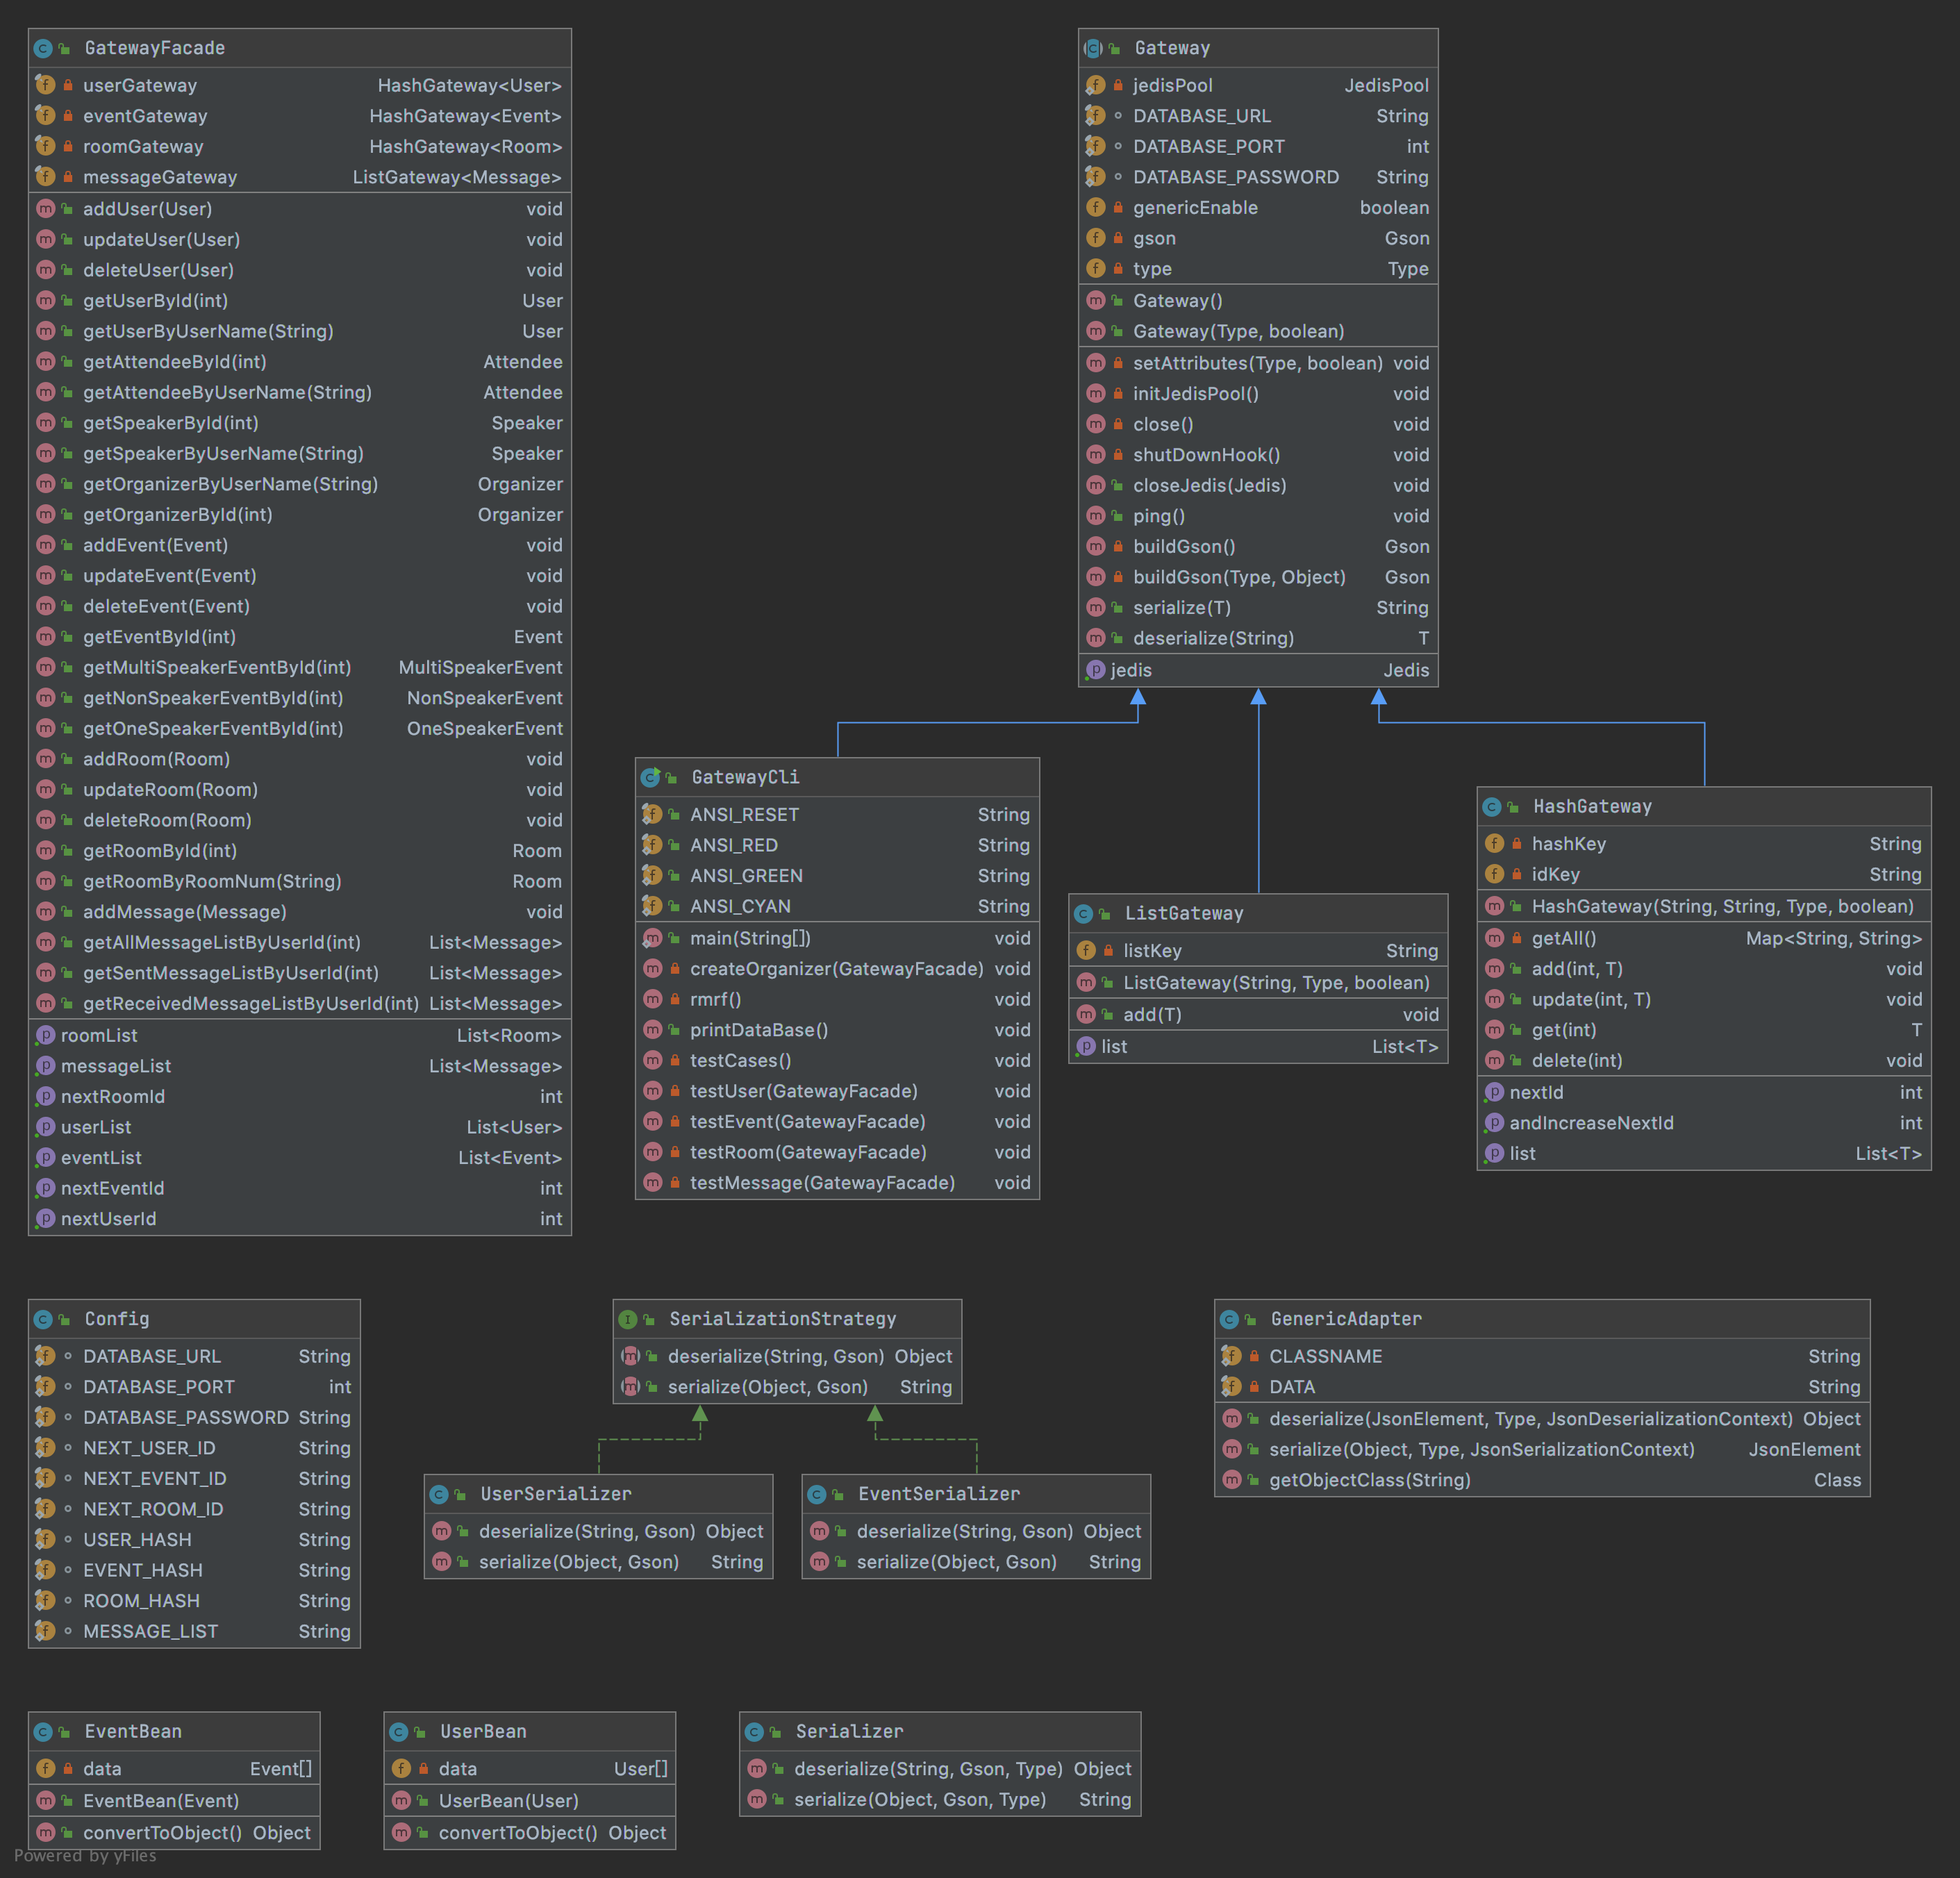 GatewayFacade
userGateway HashGateway<User>
eventGateway HashGateway<Event>
roomGateway HashGateway<Room>
messageGateway ListGateway<Message>
addUser(User) void
updateUser(User) void
deleteUser(User) void
getUserById(int) User
getUserByUserName(String) User
getAttendeeById(int) Attendee
getAttendeeByUserName(String) Attendee
getSpeakerById(int) Speaker
getSpeakerByUserName(String) Speaker
getOrganizerByUserName(String) Organizer
getOrganizerById(int) Organizer
addEvent(Event) void
updateEvent(Event) void
deleteEvent(Event) void
getEventById(int) Event
getMultiSpeakerEventById(int) MultiSpeakerEvent
getNonSpeakerEventById(int) NonSpeakerEvent
getOneSpeakerEventById(int) OneSpeakerEvent
addRoom(Room) void
updateRoom(Room) void
deleteRoom(Room) void
getRoomById(int) Room
getRoomByRoomNum(String) Room
addMessage(Message) void
getAllMessageListByUserId(int) List<Message>
getSentMessageListByUserId(int) List<Message>
getReceivedMessageListByUserId(int) List<Message>
roomList List<Room>
messageList List<Message>
nextRoomId int
userList List<User>
eventList List<Event>
nextEventId int
nextUserId int
Gateway
jedisPool JedisPool
DATABASE_URL String
DATABASE_PORT int
DATABASE_PASSWORD String
genericEnable boolean
gson Gson
type Type
Gateway()
Gateway(Type, boolean)
setAttributes(Type, boolean) void
initJedisPool() void
close() void
shutDownHook() void
closeJedis(Jedis) void
ping() void
buildGson() Gson
buildGson(Type, Object) Gson
serialize(T) String
deserialize(String) T
jedis Jedis
GatewayCli
ANSI_RESET String
ANSI_RED String
ANSI_GREEN String
ANSI_CYAN String
main(String[]) void
createOrganizer(GatewayFacade) void
rmrf() void
printDataBase() void
testCases() void
testUser(GatewayFacade) void
testEvent(GatewayFacade) void
testRoom(GatewayFacade) void
testMessage(GatewayFacade) void
ListGateway
listKey String
ListGateway(String, Type, boolean)
add(T) void
list List<T>
HashGateway
hashKey String
idKey String
HashGateway(String, String, Type, boolean)
getAll() Map<String, String>
add(int, T) void
update(int, T) void
get(int) T
delete(int) void
nextId int
andIncreaseNextId int
list List<T>
Config
DATABASE_URL String
DATABASE_PORT int
DATABASE_PASSWORD String
NEXT_USER_ID String
NEXT_EVENT_ID String
NEXT_ROOM_ID String
USER_HASH String
EVENT_HASH String
ROOM_HASH String
MESSAGE_LIST String
SerializationStrategy
deserialize(String, Gson) Object
serialize(Object, Gson) String
UserSerializer
deserialize(String, Gson) Object
serialize(Object, Gson) String
EventSerializer
deserialize(String, Gson) Object
serialize(Object, Gson) String
GenericAdapter
CLASSNAME String
DATA String
deserialize(JsonElement, Type, JsonDeserializationContext) Object
serialize(Object, Type, JsonSerializationContext) JsonElement
getObjectClass(String) Class
EventBean
data Event[]
EventBean(Event)
convertToObject() Object
UserBean
data User[]
UserBean(User)
convertToObject() Object
Serializer
deserialize(String, Gson, Type) Object
serialize(Object, Gson, Type) String
Powered by yFiles